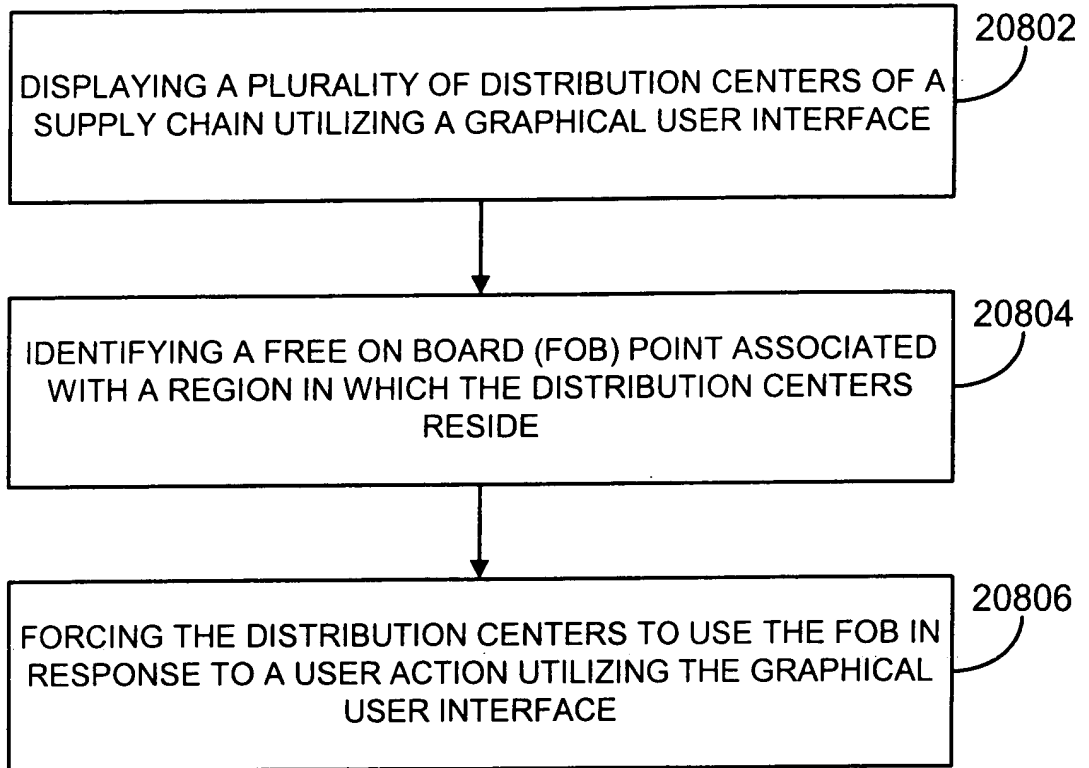 20802
DISPLAYING A PLURALITY OF DISTRIBUTION CENTERS OF A
SUPPLY CHAIN UTILIZING A GRAPHICAL USER INTERFACE
20804
IDENTIFYING A FREE ON BOARD (FOB) POINT ASSOCIATED
WITH A REGION IN WHICH THE DISTRIBUTION CENTERS
RESIDE
20806
FORCING THE DISTRIBUTION CENTERS TO USE THE FOB IN
RESPONSE TO A USER ACTION UTILIZING THE GRAPHICAL
USER INTERFACE